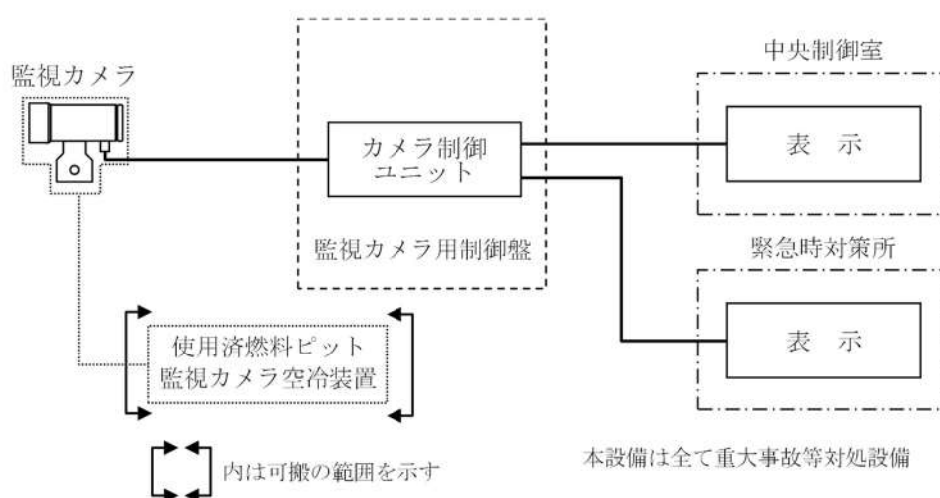 中央制御室
監視カメラ
表 示
カメラ制御
ユニット
監視カメラ用制御盤
緊急時対策所
表 示
使用済燃料ピット
監視カメラ空冷装置
内は可搬の範囲を示す
本設備は全て重大事故等対処設備